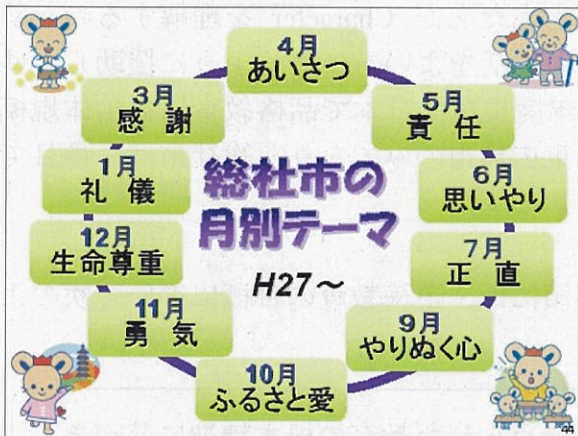 総社市の
月別テーマ
H27～
4月
あいさつ
5月
責任
6月
思いやり
7月
正直
9月
やりぬく心
10月
ふるさと愛
11月
勇気
12月
生命尊重
1月
礼儀
3月
感謝
44